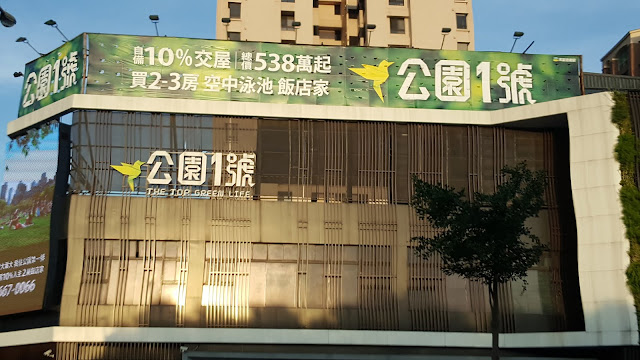 公園1號
自備10%交屋 總價538萬起
買2-3房 空中泳池 飯店家
公園1號
公園1號
THE TOP GREEN LIFE
667-0066